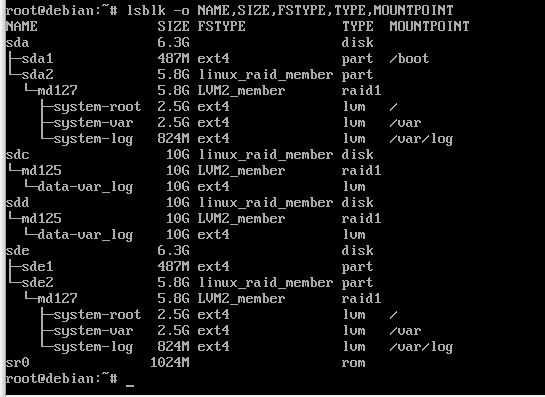 root@debian:~# lsblk -o NAME,SIZE,FSTYPE,TYPE,MOUNTPOINT
NAME                SIZE FSTYPE            TYPE  MOUNTPOINT
sda                 6.3G                   disk
├─sda1              487M ext4              part  /boot
└─sda2              5.8G linux_raid_member part
  └─md127           5.8G LVM2_member       raid1
    ├─system-root   2.5G ext4              lvm   /
    ├─system-var    2.5G ext4              lvm   /var
    └─system-log    824M ext4              lvm   /var/log
sdc                  10G linux_raid_member disk
└─md125              10G LVM2_member       raid1
  └─data-var_log     10G ext4              lvm
sdd                  10G linux_raid_member disk
└─md125              10G LVM2_member       raid1
  └─data-var_log     10G ext4              lvm
sde                 6.3G                   disk
├─sde1              487M ext4              part
└─sde2              5.8G linux_raid_member part
  └─md127           5.8G LVM2_member       raid1
    ├─system-root   2.5G ext4              lvm   /
    ├─system-var    2.5G ext4              lvm   /var
    └─system-log    824M ext4              lvm   /var/log
sr0                1024M                   rom
root@debian:~# _